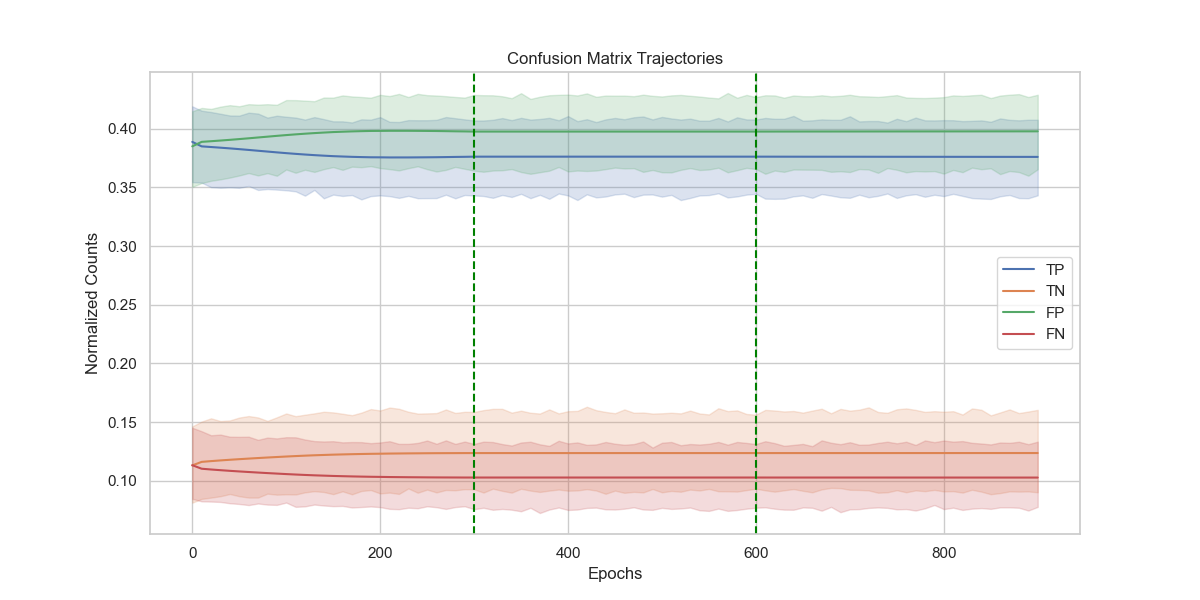 Confusion Matrix Trajectories
Normalized Counts
0.40
0.35
0.30
0.25
0.20
0.15
0.10
TP
TN
FP
FN
0 200 400 600 800
Epochs